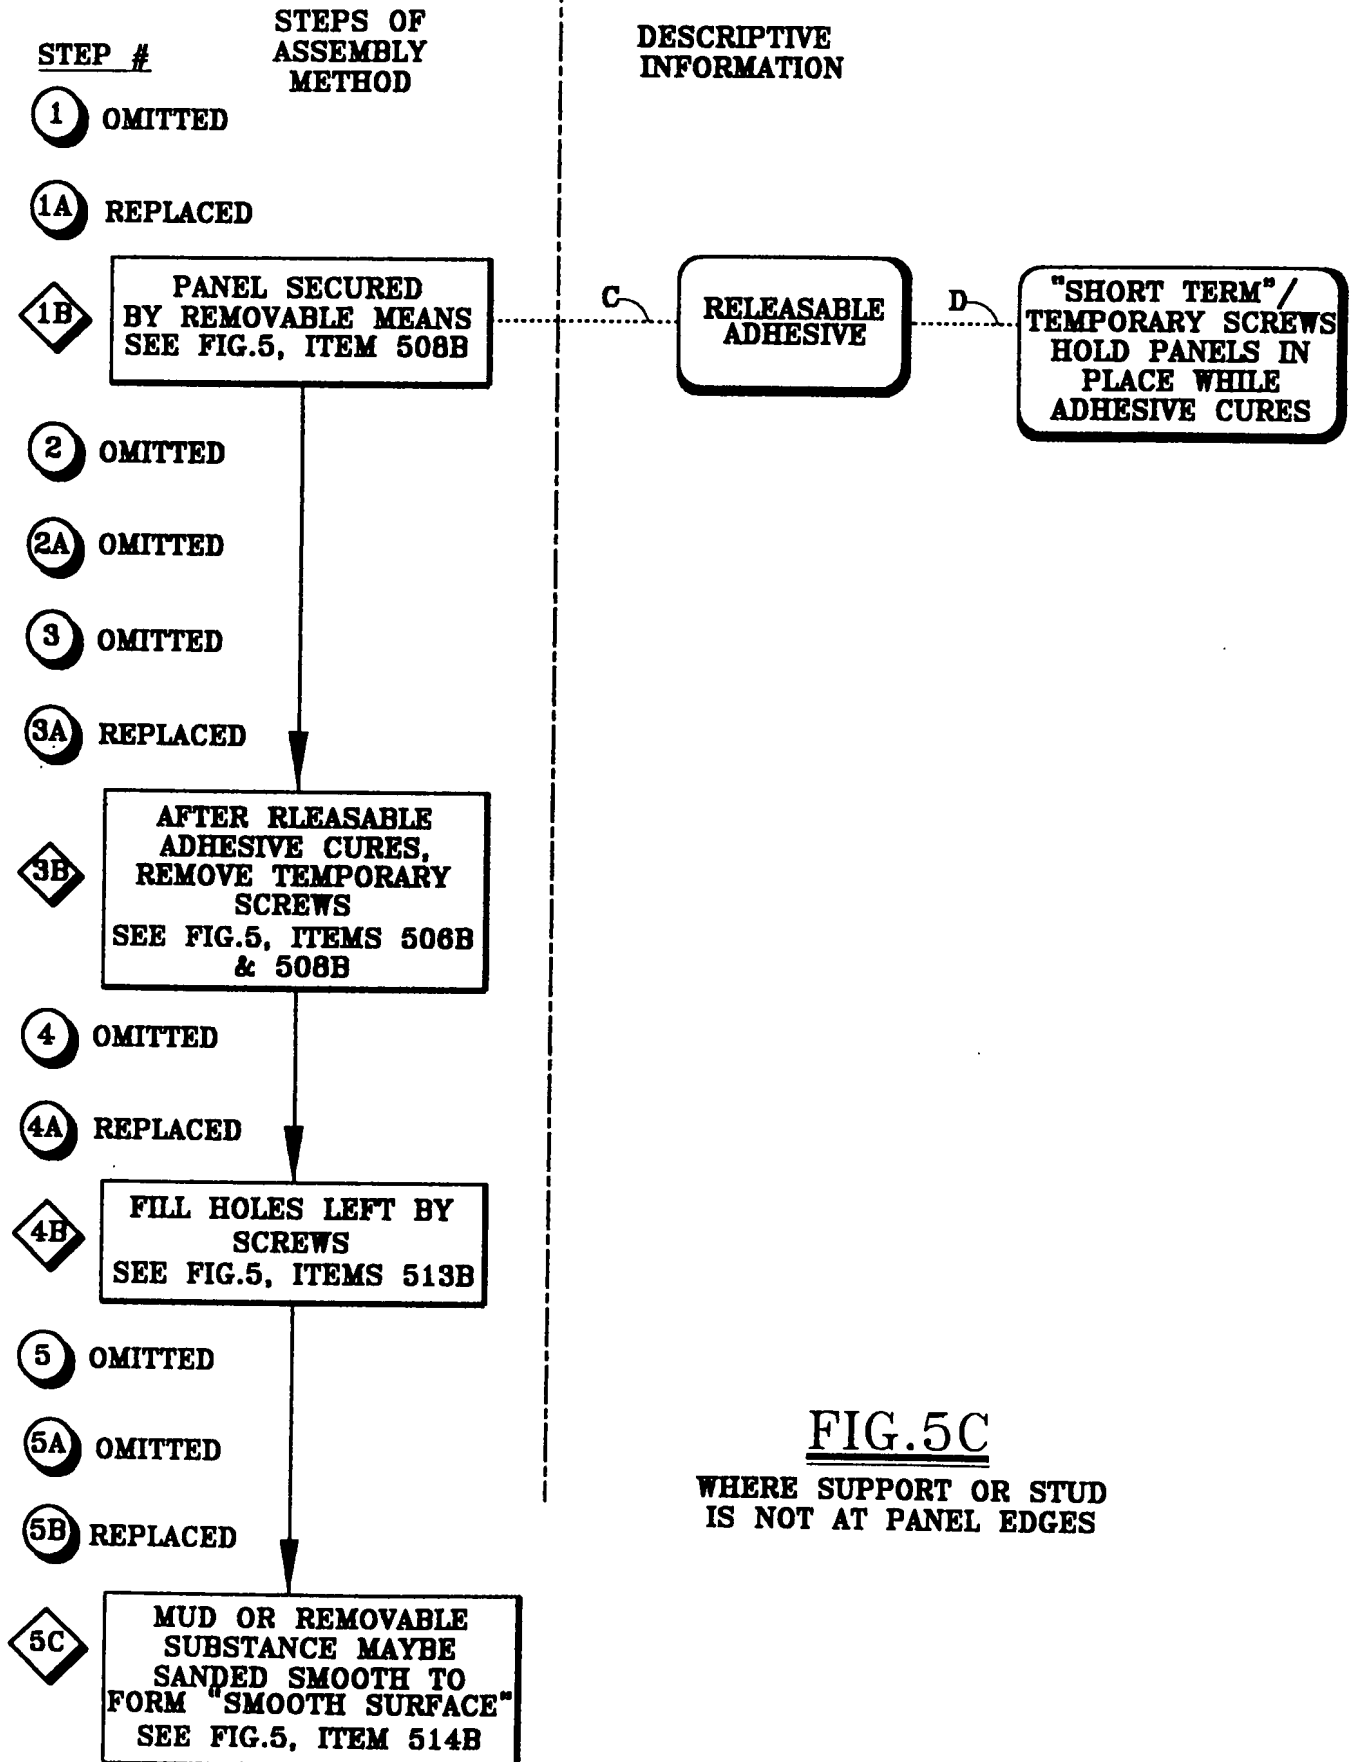 STEP #
STEPS OF
ASSEMBLY
METHOD
DESCRIPTIVE
INFORMATION
1 OMITTED
1A REPLACED
1B
PANEL SECURED
BY REMOVABLE MEANS
SEE FIG.5, ITEM 508B
C
RELEASABLE
ADHESIVE
D
"SHORT TERM"/
TEMPORARY SCREWS
HOLD PANELS IN
PLACE WHILE
ADHESIVE CURES
2 OMITTED
2A OMITTED
3 OMITTED
3A REPLACED
3B
AFTER RLEASABLE
ADHESIVE CURES,
REMOVE TEMPORARY
SCREWS
SEE FIG.5, ITEMS 506B
& 508B
4 OMITTED
4A REPLACED
4B
FILL HOLES LEFT BY
SCREWS
SEE FIG.5, ITEMS 513B
5 OMITTED
5A OMITTED
5B REPLACED
5C
MUD OR REMOVABLE
SUBSTANCE MAYBE
SANDED SMOOTH TO
FORM "SMOOTH SURFACE"
SEE FIG.5, ITEM 514B
FIG.5C
WHERE SUPPORT OR STUD
IS NOT AT PANEL EDGES